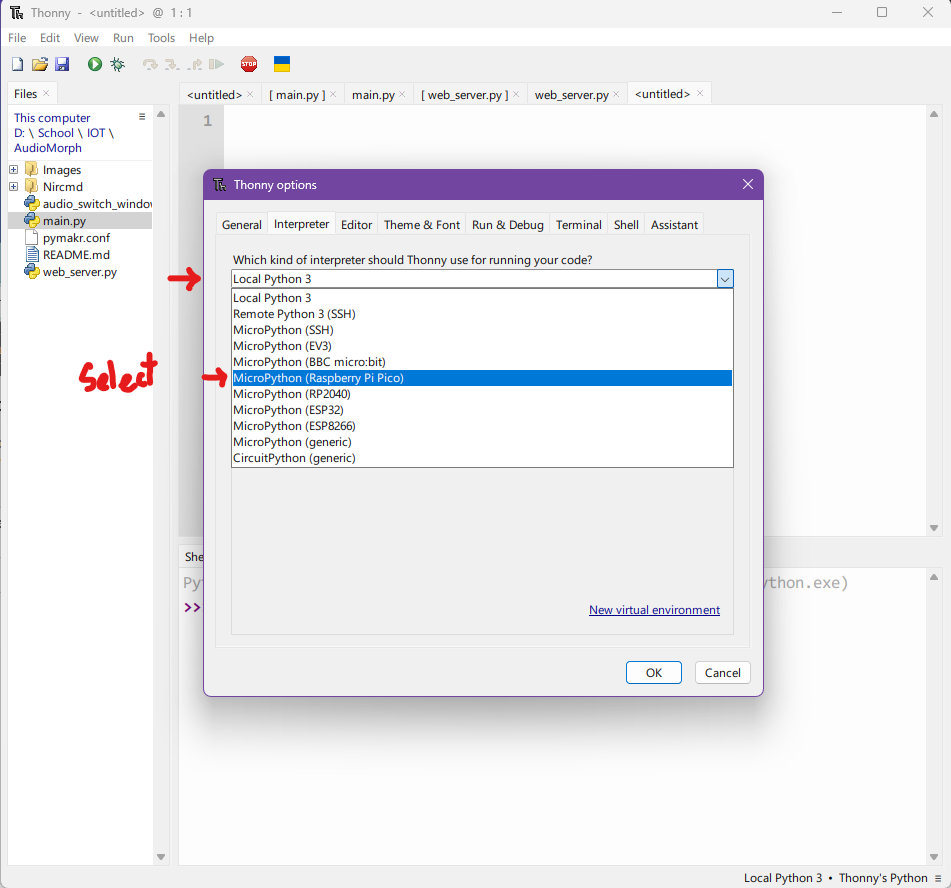 Thonny - <untitled> @ 1 : 1
File Edit View Run Tools Help
STOP
Files ×
<untitled> × [ main.py ] × main.py × [ web_server.py ] × web_server.py × <untitled> ×
This computer
D: \ School \ IOT \
AudioMorph
Images
Nircmd
audio_switch_window
main.py
pymakr.conf
README.md
web_server.py
1
Thonny options
General Interpreter Editor Theme & Font Run & Debug Terminal Shell Assistant
Which kind of interpreter should Thonny use for running your code?
Local Python 3
Local Python 3
Remote Python 3 (SSH)
MicroPython (SSH)
MicroPython (EV3)
MicroPython (BBC micro:bit)
Select
MicroPython (Raspberry Pi Pico)
MicroPython (RP2040)
MicroPython (ESP32)
MicroPython (ESP8266)
MicroPython (generic)
CircuitPython (generic)
New virtual environment
OK Cancel
She
Py ython.exe)
>>
Local Python 3 • Thonny's Python ≡